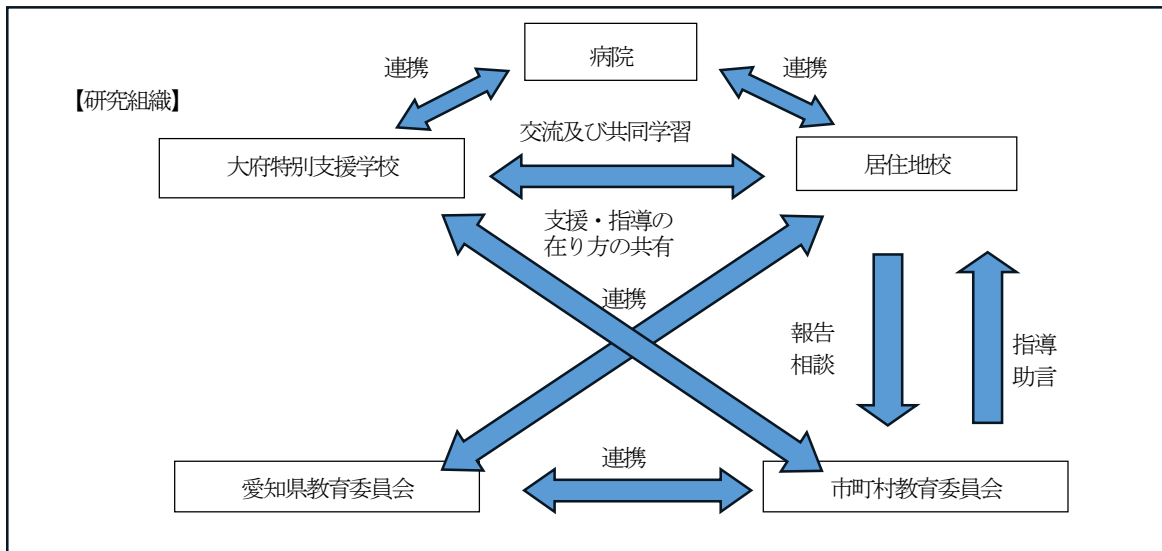 病院
連携
連携
【研究組織】
交流及び共同学習
大府特別支援学校
居住地校
支援・指導の
在り方の共有
連携
報告
相談
指導
助言
連携
愛知県教育委員会
市町村教育委員会